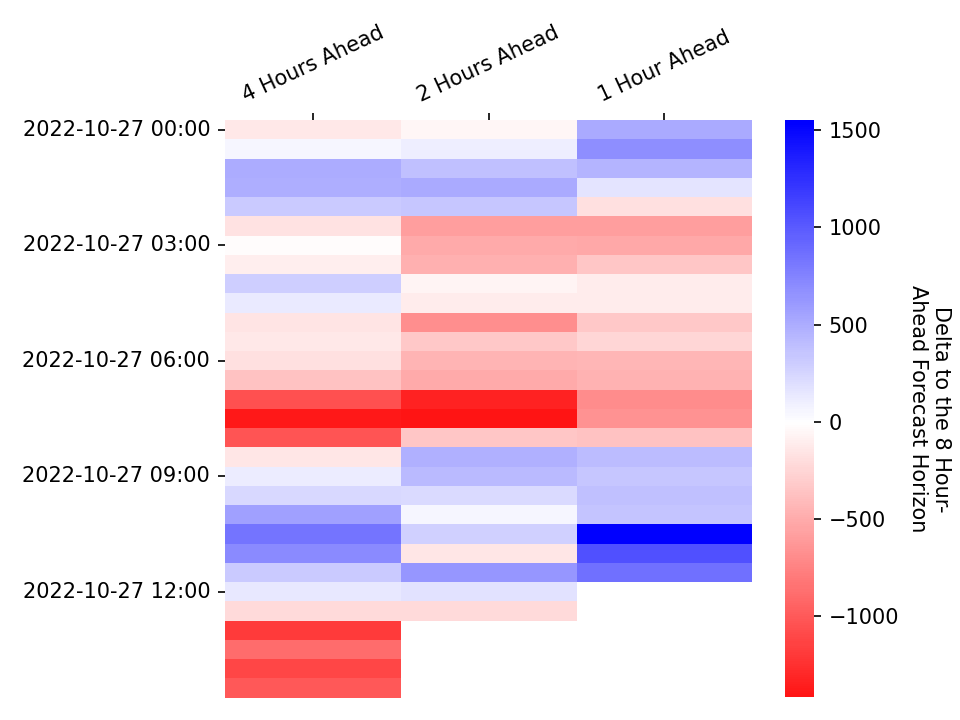 4 Hours Ahead
2 Hours Ahead
1 Hour Ahead
2022-10-27 00:00
2022-10-27 03:00
2022-10-27 06:00
2022-10-27 09:00
2022-10-27 12:00
1500
1000
500
0
−500
−1000
Delta to the 8 Hour-
Ahead Forecast Horizon